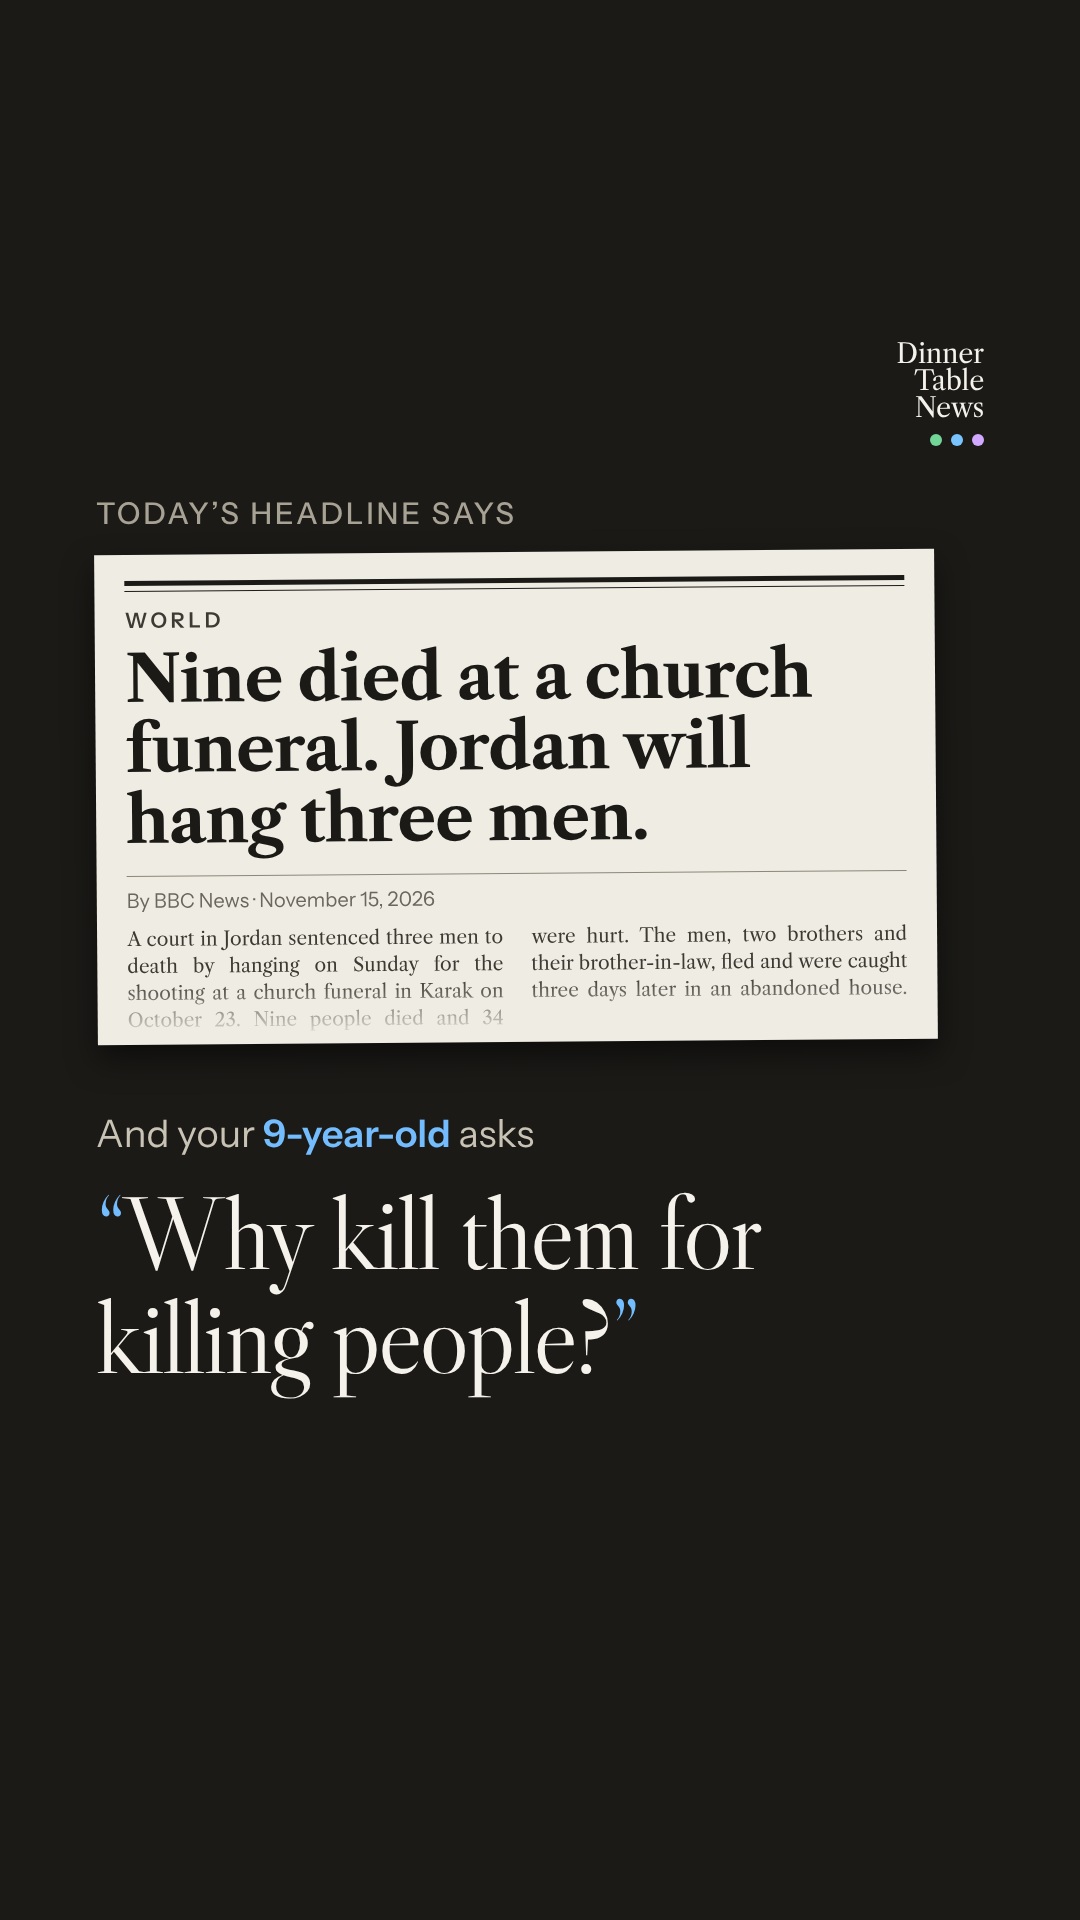 Dinner
Table
News
TODAY’S HEADLINE SAYS
WORLD
Nine died at a church
funeral. Jordan will
hang three men.
By BBC News · November 15, 2026
A court in Jordan sentenced three men to
death by hanging on Sunday for the
shooting at a church funeral in Karak on
October 23. Nine people died and 34
were hurt. The men, two brothers and
their brother-in-law, fled and were caught
three days later in an abandoned house.
And your 9-year-old asks
“Why kill them for
killing people?”